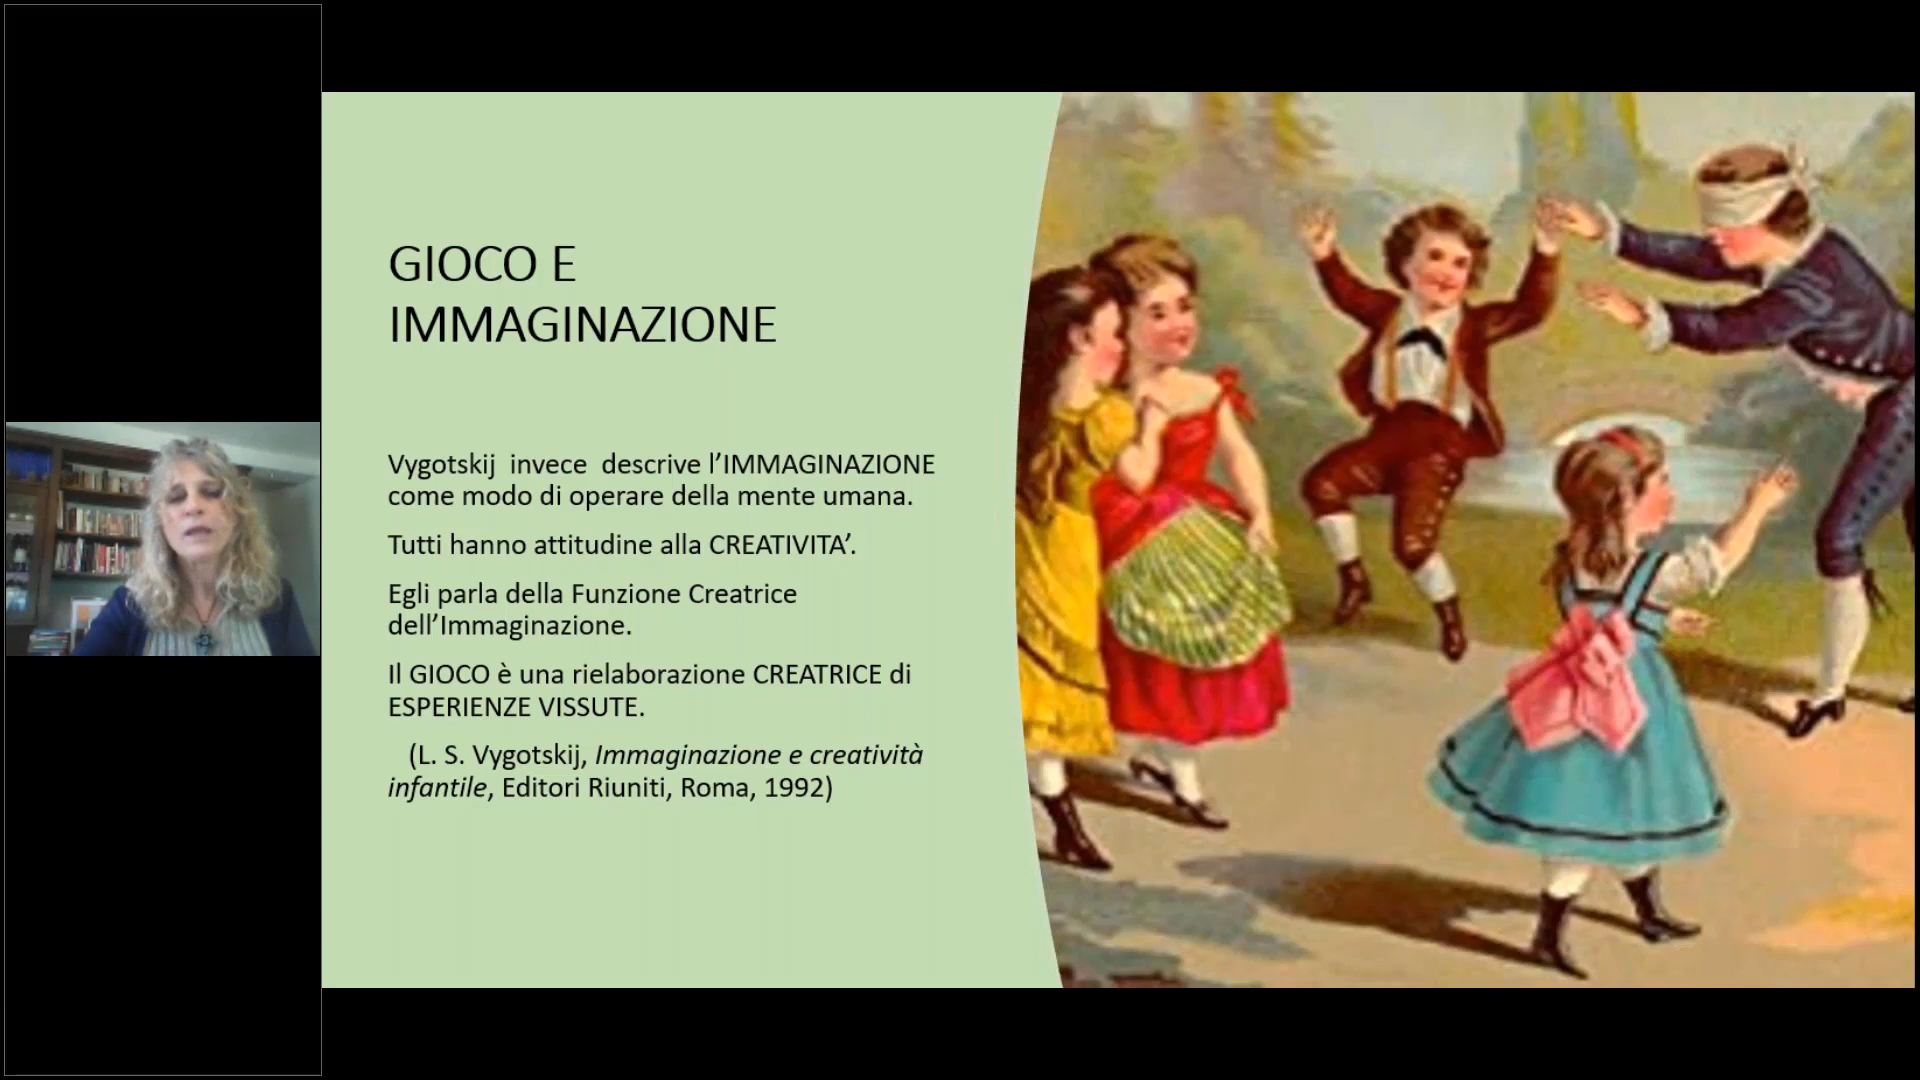 GIOCO E
IMMAGINAZIONE
Vygotskij invece descrive l’IMMAGINAZIONE
come modo di operare della mente umana.
Tutti hanno attitudine alla CREATIVITA’.
Egli parla della Funzione Creatrice
dell’Immaginazione.
Il GIOCO è una rielaborazione CREATRICE di
ESPERIENZE VISSUTE.
(L. S. Vygotskij, Immaginazione e creatività
infantile, Editori Riuniti, Roma, 1992)